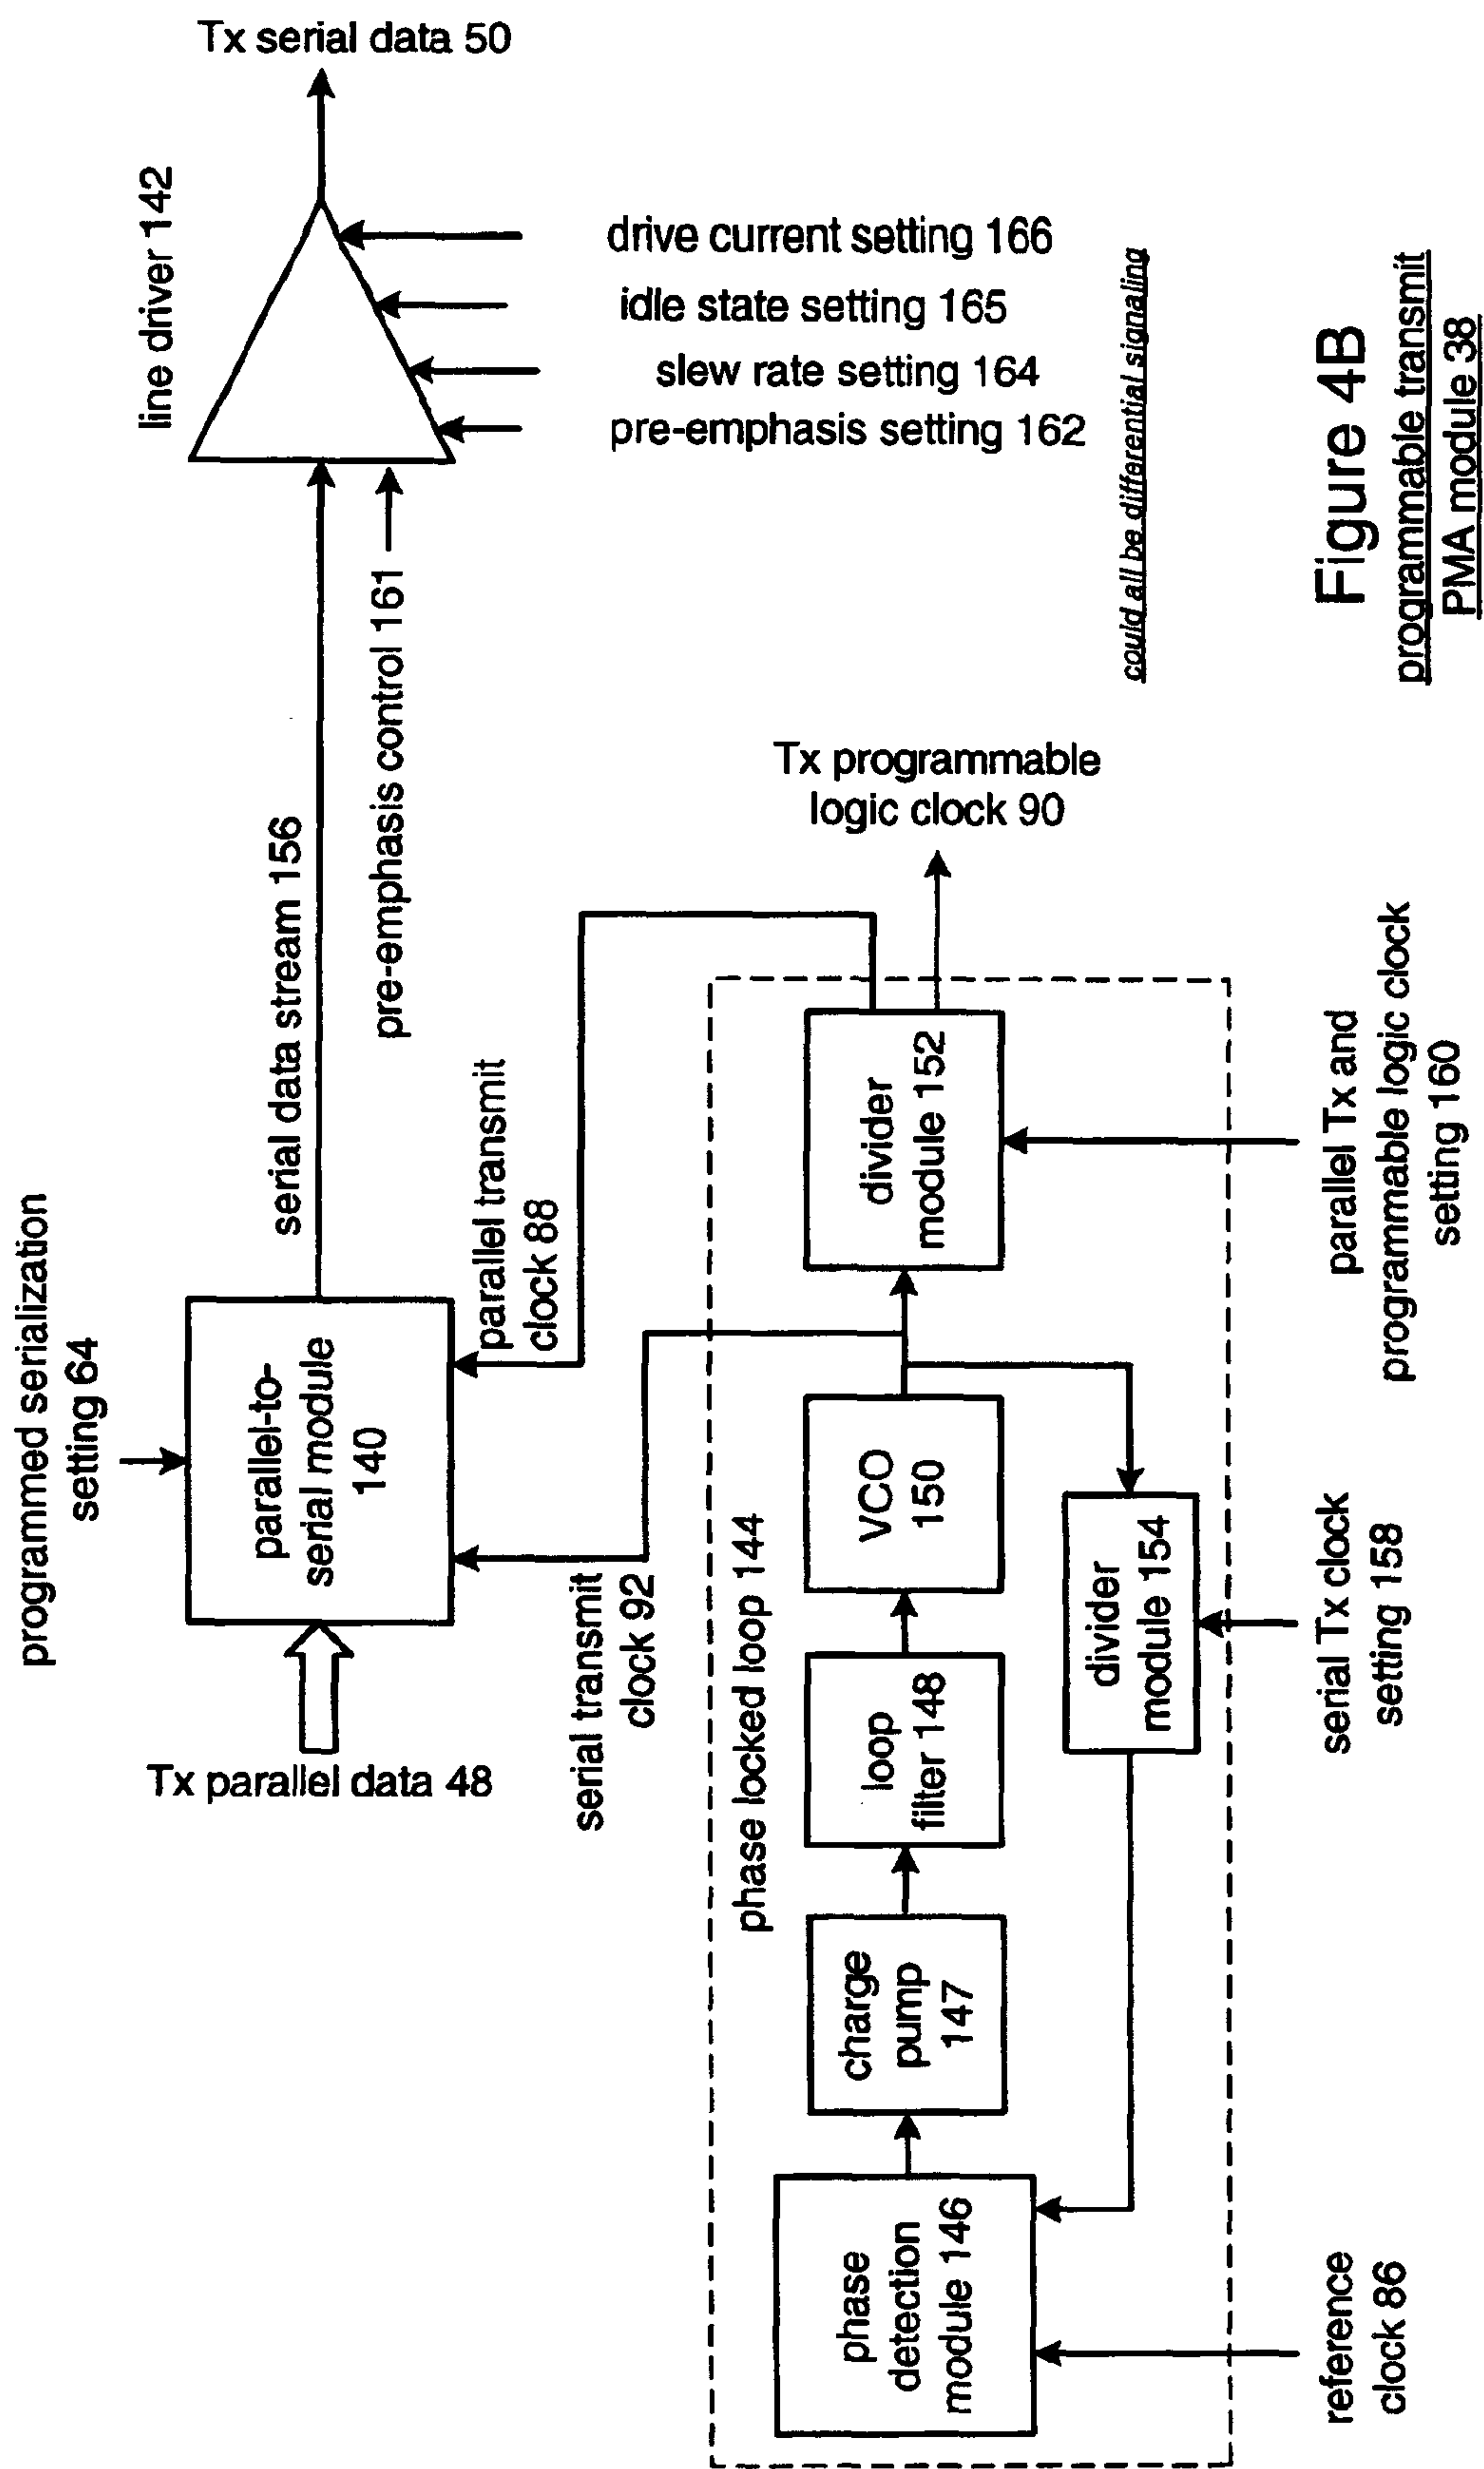 programmed serialization
setting 64
Tx parallel data 48
parallel-to-
serial module
140
serial data stream 156
pre-emphasis control 161
line driver 142
Tx serial data 50
drive current setting 166
idle state setting 165
slew rate setting 164
pre-emphasis setting 162
could all be differential signaling
serial transmit
clock 92
parallel transmit
clock 88
Tx programmable
logic clock 90
phase locked loop 144
phase
detection
module 146
charge
pump
147
loop
filter 148
VCO
150
divider
module 152
divider
module 154
reference
clock 86
serial Tx clock
setting 158
parallel Tx and
programmable logic clock
setting 160
Figure 4B
programmable transmit
PMA module 38